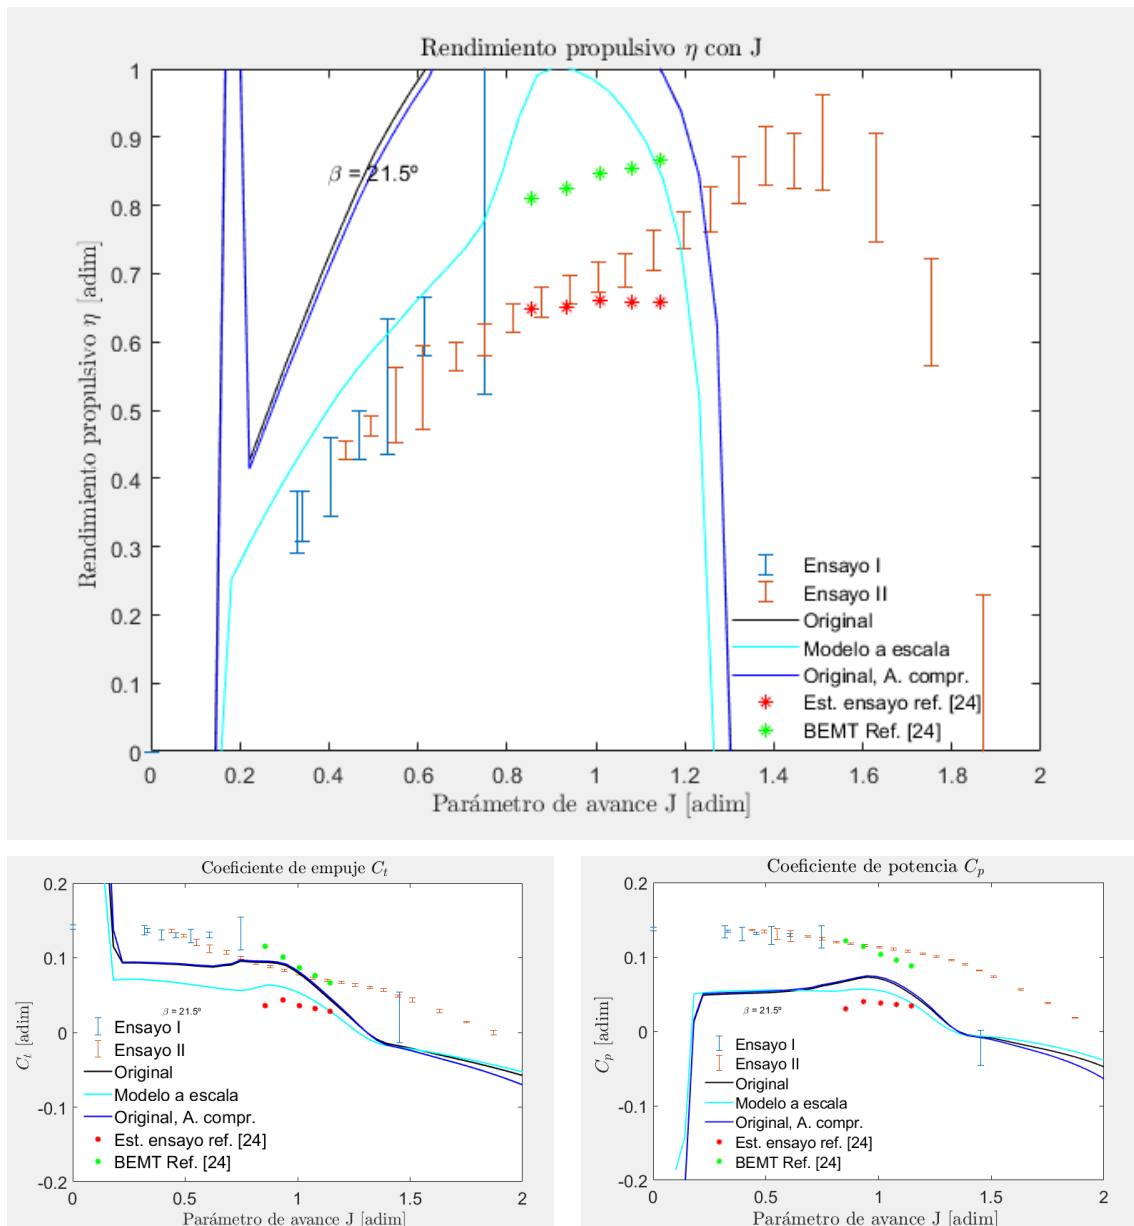 Rendimiento propulsivo η con J
Rendimiento propulsivo η [adim]
1
0.9
0.8
0.7
0.6
0.5
0.4
0.3
0.2
0.1
0
β = 21.5º
Ensayo I
Ensayo II
Original
Modelo a escala
Original, A. compr.
Est. ensayo ref. [24]
BEMT Ref. [24]
0 0.2 0.4 0.6 0.8 1 1.2 1.4 1.6 1.8 2
Parámetro de avance J [adim]
Coeficiente de empuje Ct
Ct [adim]
0.2
0.1
0
-0.1
-0.2
β = 21.5º
Ensayo I
Ensayo II
Original
Modelo a escala
Original, A. compr.
Est. ensayo ref. [24]
BEMT Ref. [24]
0 0.5 1 1.5 2
Parámetro de avance J [adim]
Coeficiente de potencia Cp
Cp [adim]
0.2
0.1
0
-0.1
-0.2
β = 21.5º
Ensayo I
Ensayo II
Original
Modelo a escala
Original, A. compr.
Est. ensayo ref. [24]
BEMT Ref. [24]
0 0.5 1 1.5 2
Parámetro de avance J [adim]